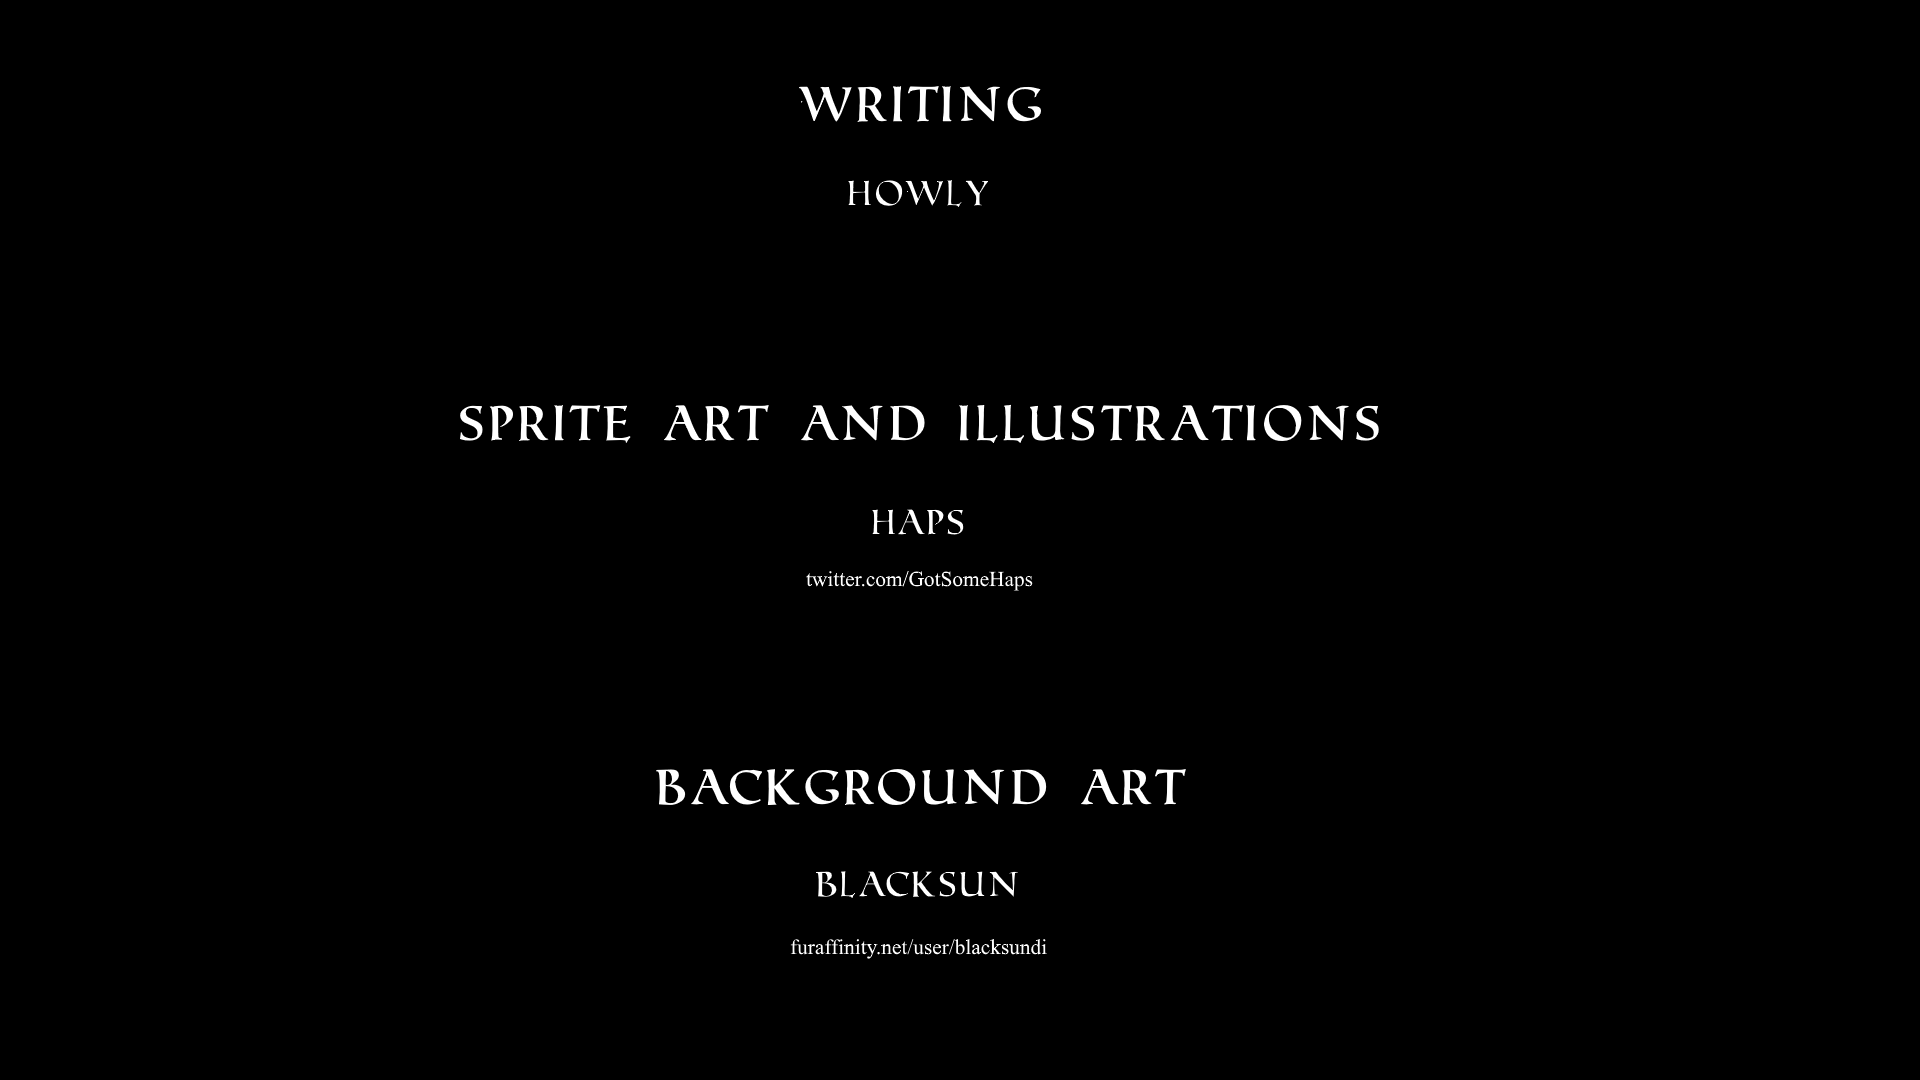 WRITING
HOWLY
SPRITE ART AND ILLUSTRATIONS
HAPS
twitter.com/GotSomeHaps
BACKGROUND ART
BLACKSUN
furaffinity.net/user/blacksundi